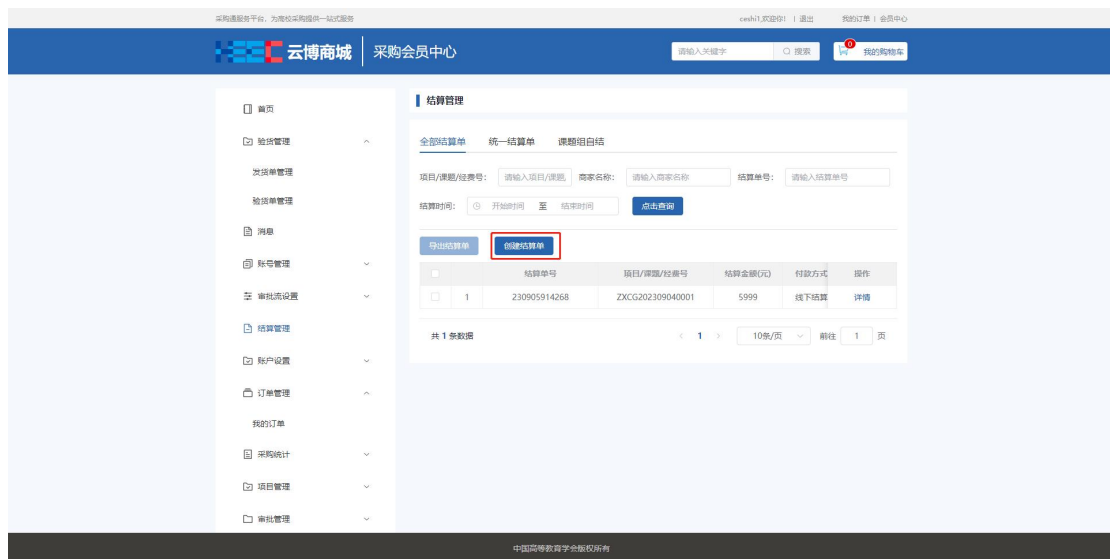 采购通服务平台，为高校采购提供一站式服务
ceshi1,欢迎你！ | 退出 我的订单 | 会员中心
云博商城 采购会员中心
请输入关键字 搜索 0 我的购物车
首页
验货管理
发货单管理
验货单管理
消息
账号管理
审批流设置
结算管理
账户设置
订单管理
我的订单
采购统计
项目管理
审批管理
结算管理
全部结算单 统一结算单 课题组自结
项目/课题/经费号： 请输入项目/课题, 商家名称： 请输入商家名称 结算单号： 请输入结算单号
结算时间： 开始时间 至 结束时间 点击查询
导出结算单 创建结算单
结算单号 项目/课题/经费号 结算金额(元) 付款方式 操作
1 230905914268 ZXCG202309040001 5999 线下结算 详情
共 1 条数据 < 1 > 10条/页 前往 1 页
中国高等教育学会版权所有